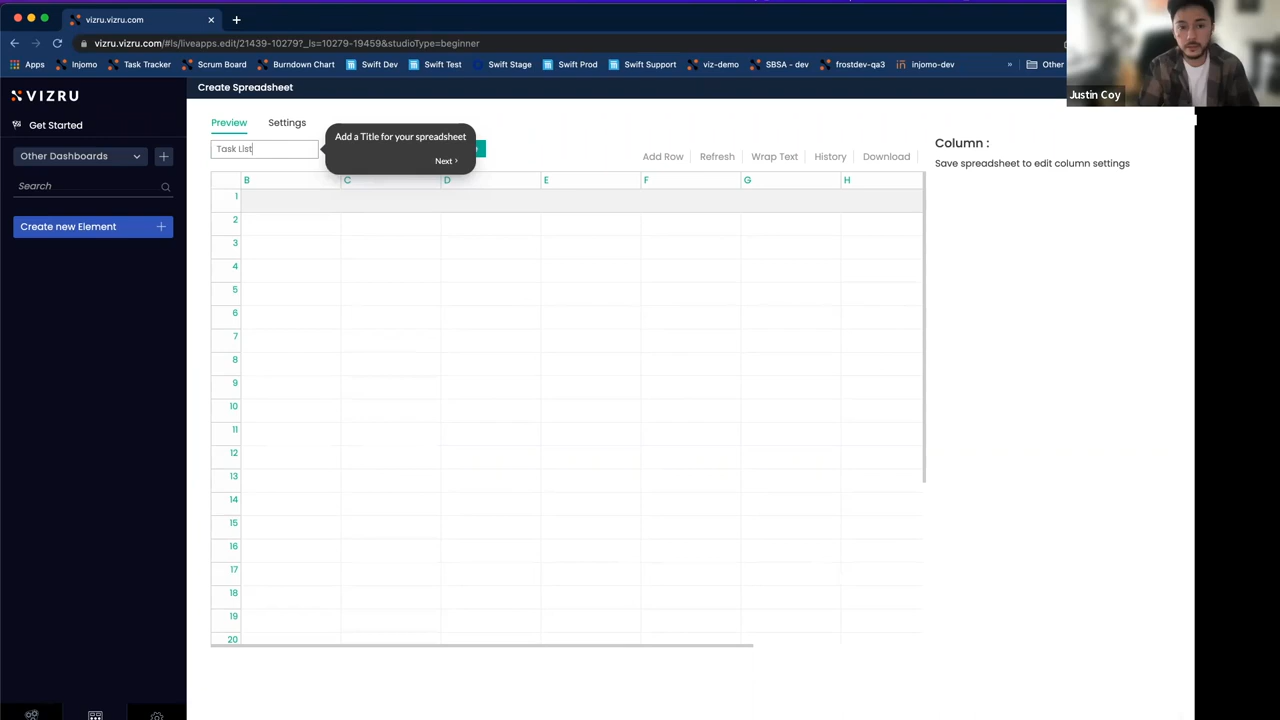 vizru.vizru.com
vizru.vizru.com/#ls/liveapps.edit/21439-10279?_ls=10279-19459&studioType=beginner
Apps Injomo Task Tracker Scrum Board Burndown Chart Swift Dev Swift Test Swift Stage Swift Prod Swift Support viz-demo SBSA - dev frostdev-qa3 injomo-dev » Other
Justin Coy
VIZRU
Create Spreadsheet
Get Started
Preview Settings
Other Dashboards
Task List
Add a Title for your spreadsheet
Next ›
Add Row Refresh Wrap Text History Download
Column :
Save spreadsheet to edit column settings
Search
Create new Element
B C D E F G H
1
2
3
4
5
6
7
8
9
10
11
12
13
14
15
16
17
18
19
20